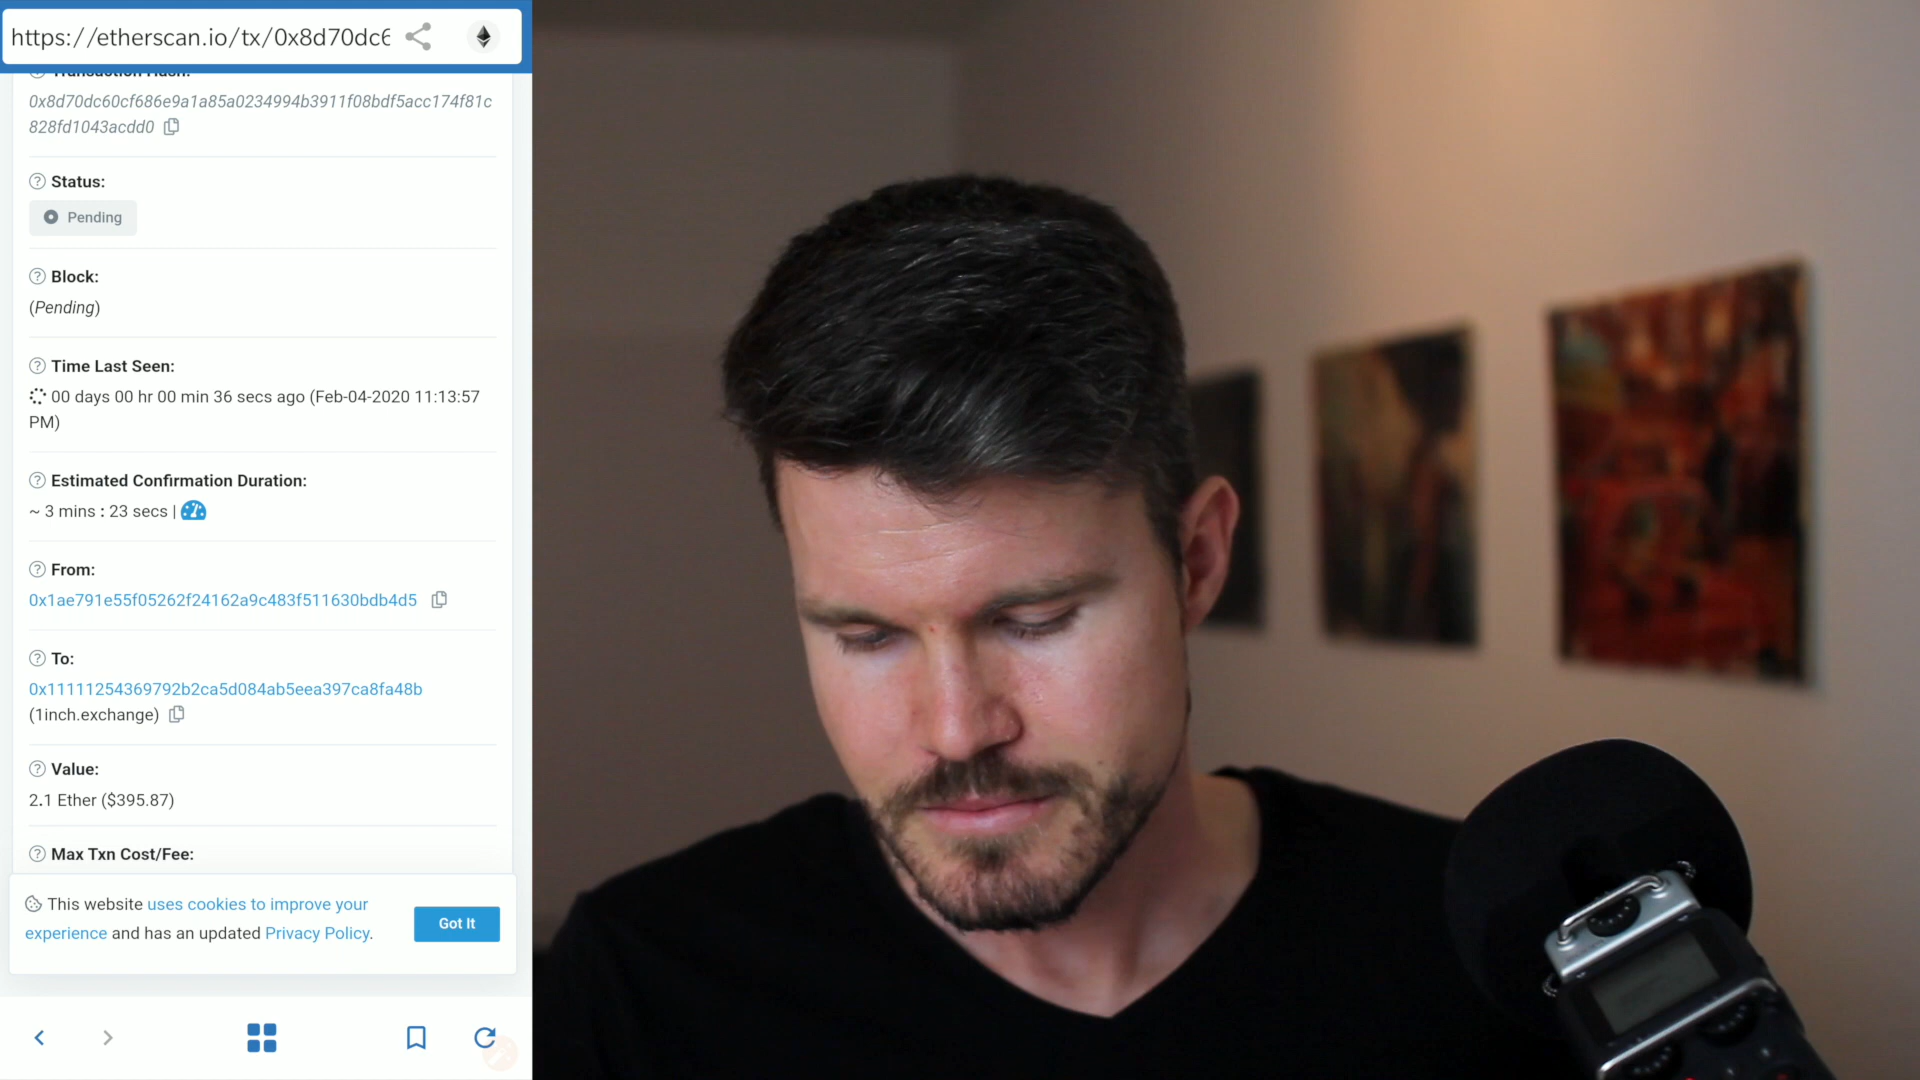 https://etherscan.io/tx/0x8d70dc6
Transaction Hash:
0x8d70dc60cf686e9a1a85a0234994b3911f08bdf5acc174f81c
828fd1043acdd0
Status:
Pending
Block:
(Pending)
Time Last Seen:
00 days 00 hr 00 min 36 secs ago (Feb-04-2020 11:13:57
PM)
Estimated Confirmation Duration:
~ 3 mins : 23 secs |
From:
0x1ae791e55f05262f24162a9c483f511630bdb4d5
To:
0x11111254369792b2ca5d084ab5eea397ca8fa48b
(1inch.exchange)
Value:
2.1 Ether ($395.87)
Max Txn Cost/Fee:
This website uses cookies to improve your
experience and has an updated Privacy Policy.
Got It